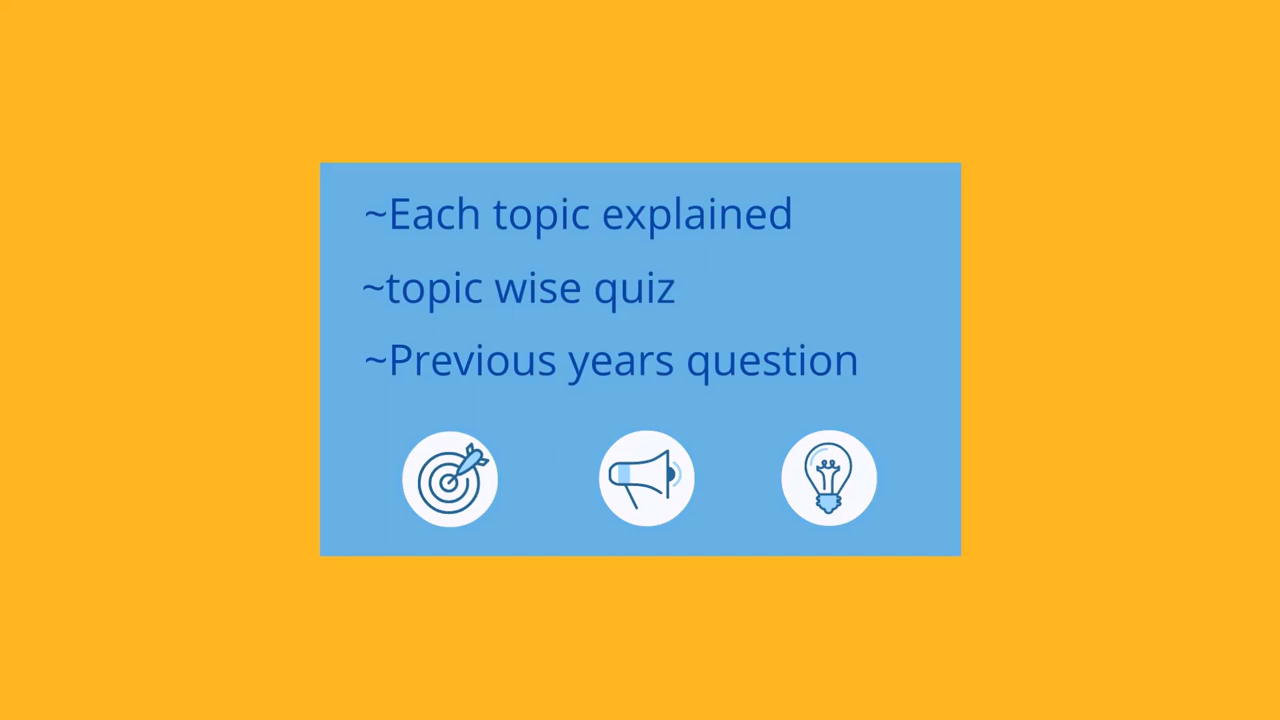 ~Each topic explained
~topic wise quiz
~Previous years question